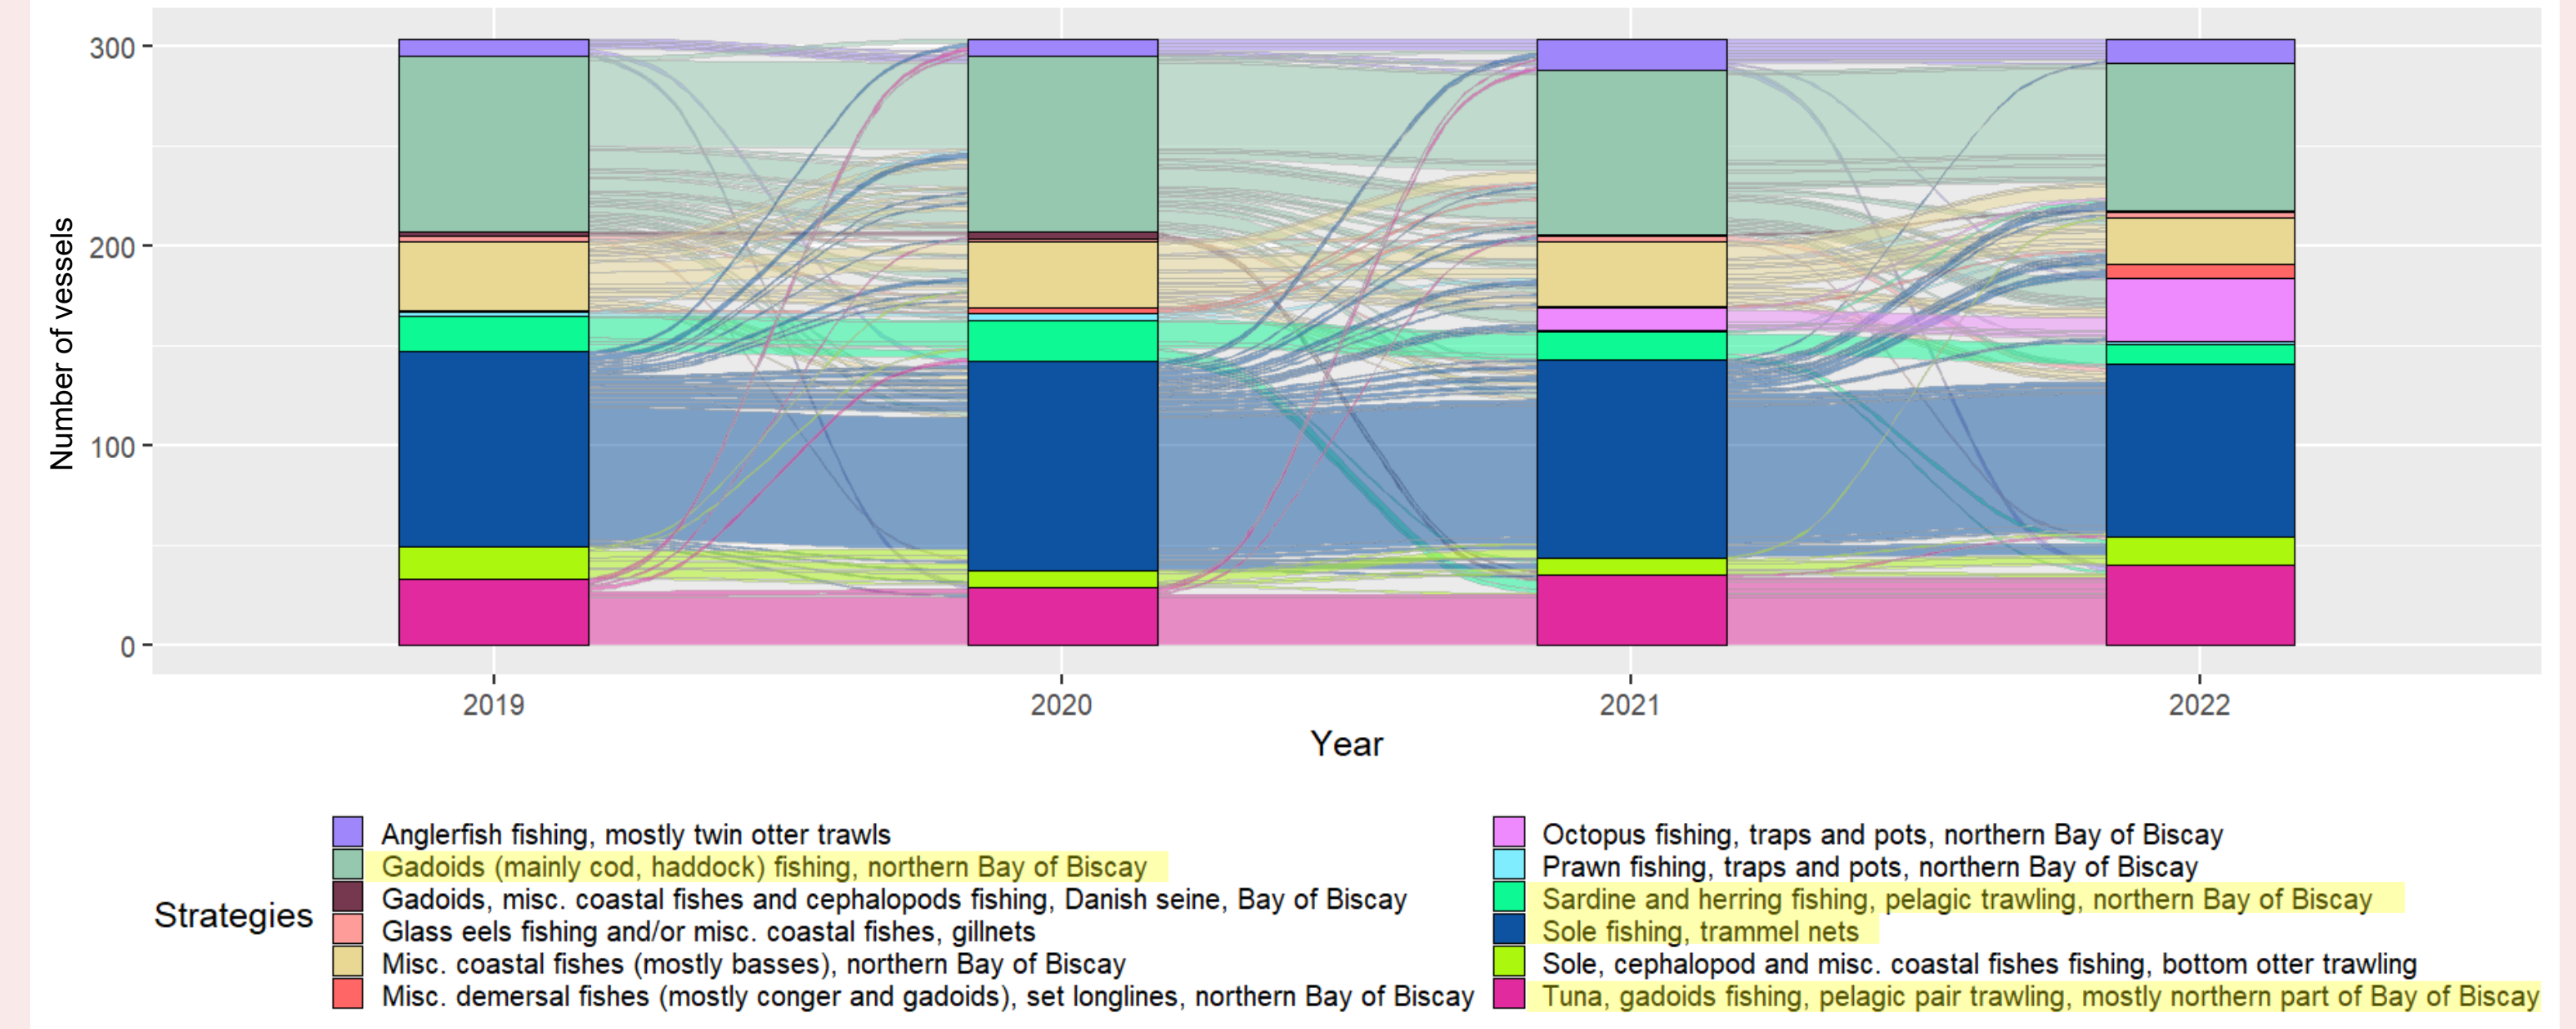 300
200
100
0
Number of vessels
2019 2020 2021 2022
Year
Strategies
Anglerfish fishing, mostly twin otter trawls
Gadoids (mainly cod, haddock) fishing, northern Bay of Biscay
Gadoids, misc. coastal fishes and cephalopods fishing, Danish seine, Bay of Biscay
Glass eels fishing and/or misc. coastal fishes, gillnets
Misc. coastal fishes (mostly basses), northern Bay of Biscay
Misc. demersal fishes (mostly conger and gadoids), set longlines, northern Bay of Biscay
Octopus fishing, traps and pots, northern Bay of Biscay
Prawn fishing, traps and pots, northern Bay of Biscay
Sardine and herring fishing, pelagic trawling, northern Bay of Biscay
Sole fishing, trammel nets
Sole, cephalopod and misc. coastal fishes fishing, bottom otter trawling
Tuna, gadoids fishing, pelagic pair trawling, mostly northern part of Bay of Biscay